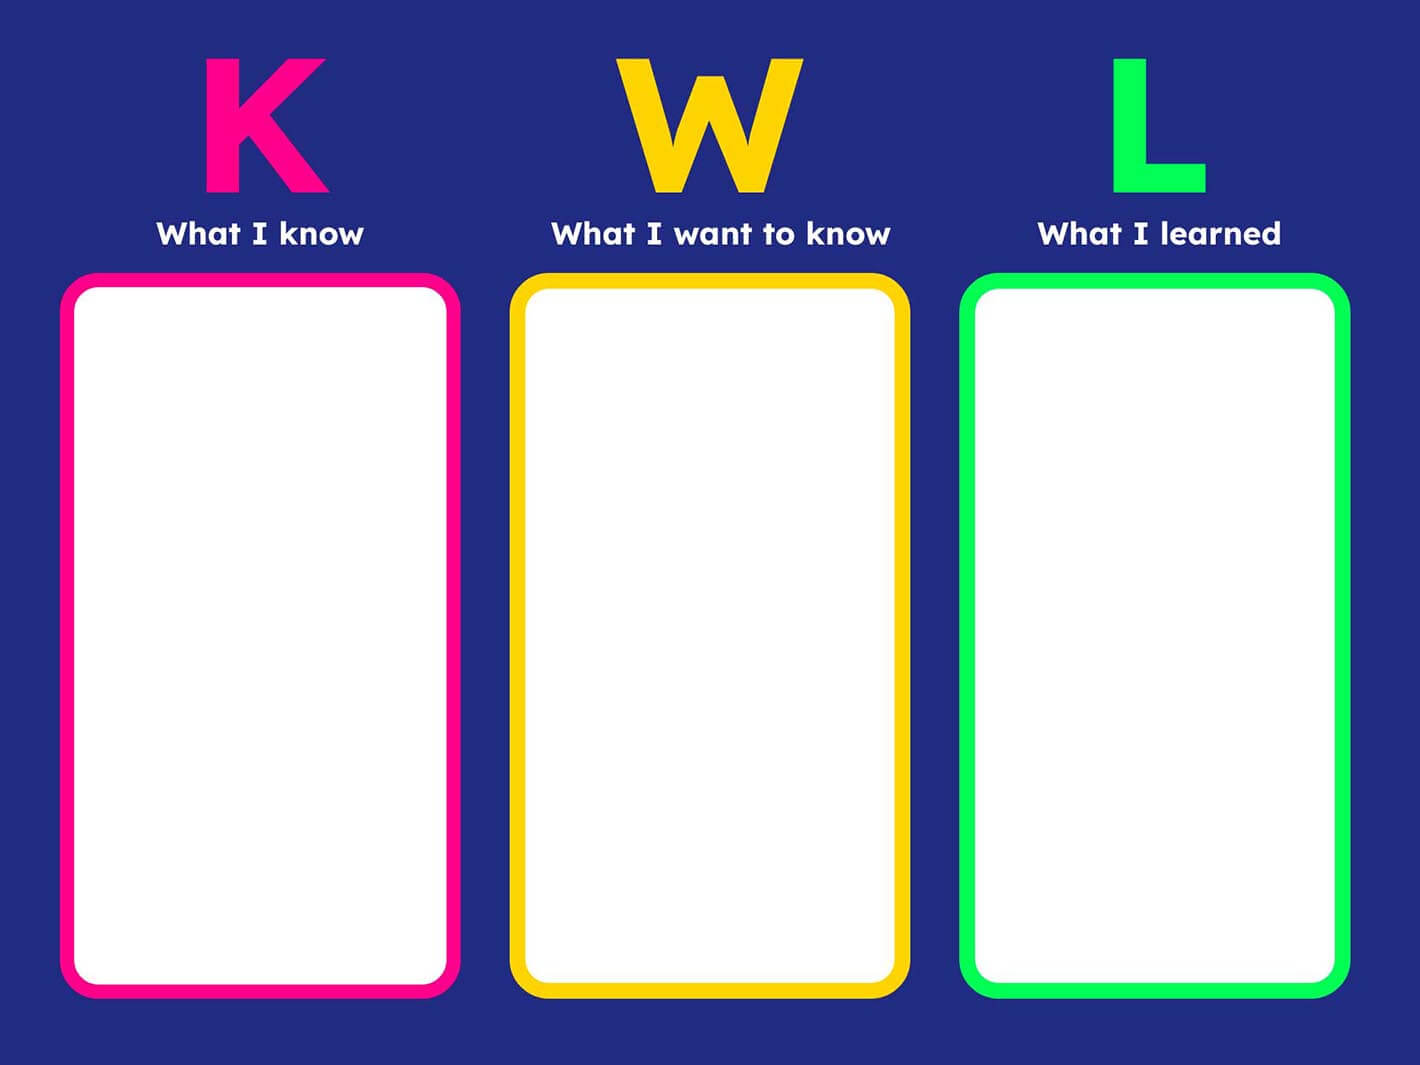 K
What I know
W
What I want to know
L
What I learned